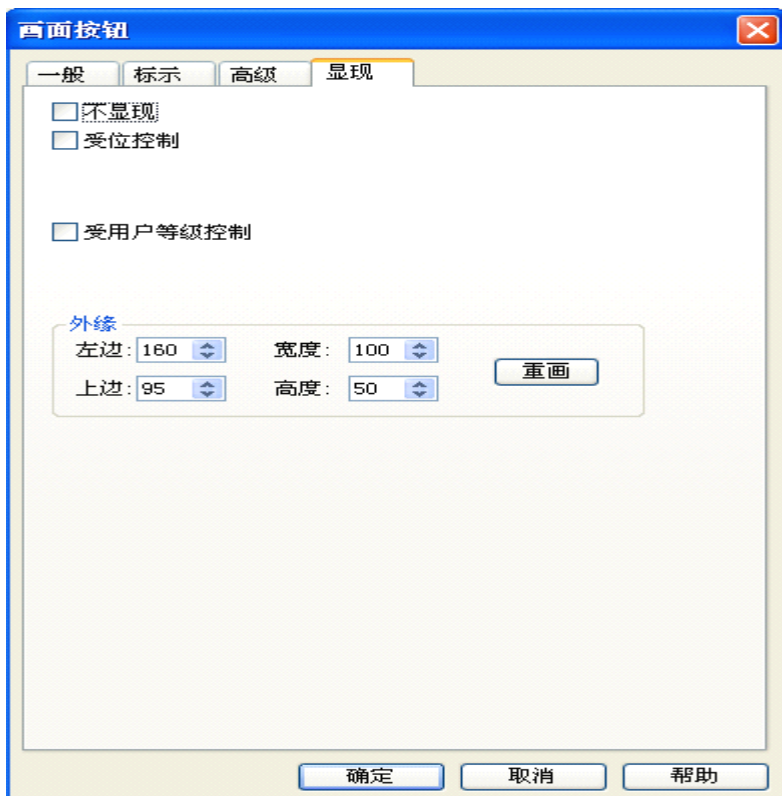 画面按钮
一般 标示 高级 显现
不显现
受位控制
受用户等级控制
外缘
左边: 160 宽度: 100
重画
上边: 95 高度: 50
确定 取消 帮助